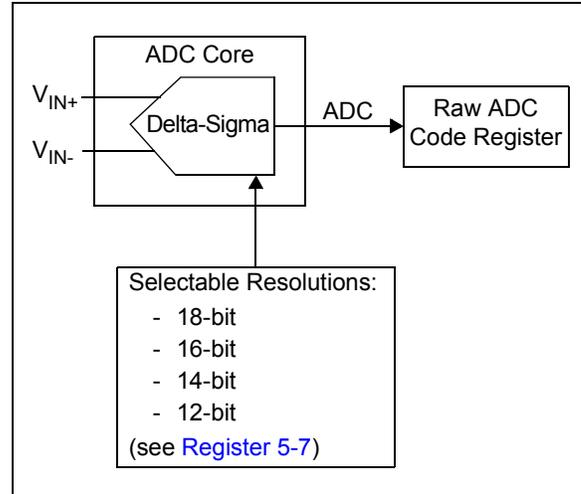 ADC Core
VIN+
VIN-
Delta-Sigma
ADC
Raw ADC
Code Register
Selectable Resolutions:
- 18-bit
- 16-bit
- 14-bit
- 12-bit
(see Register 5-7)